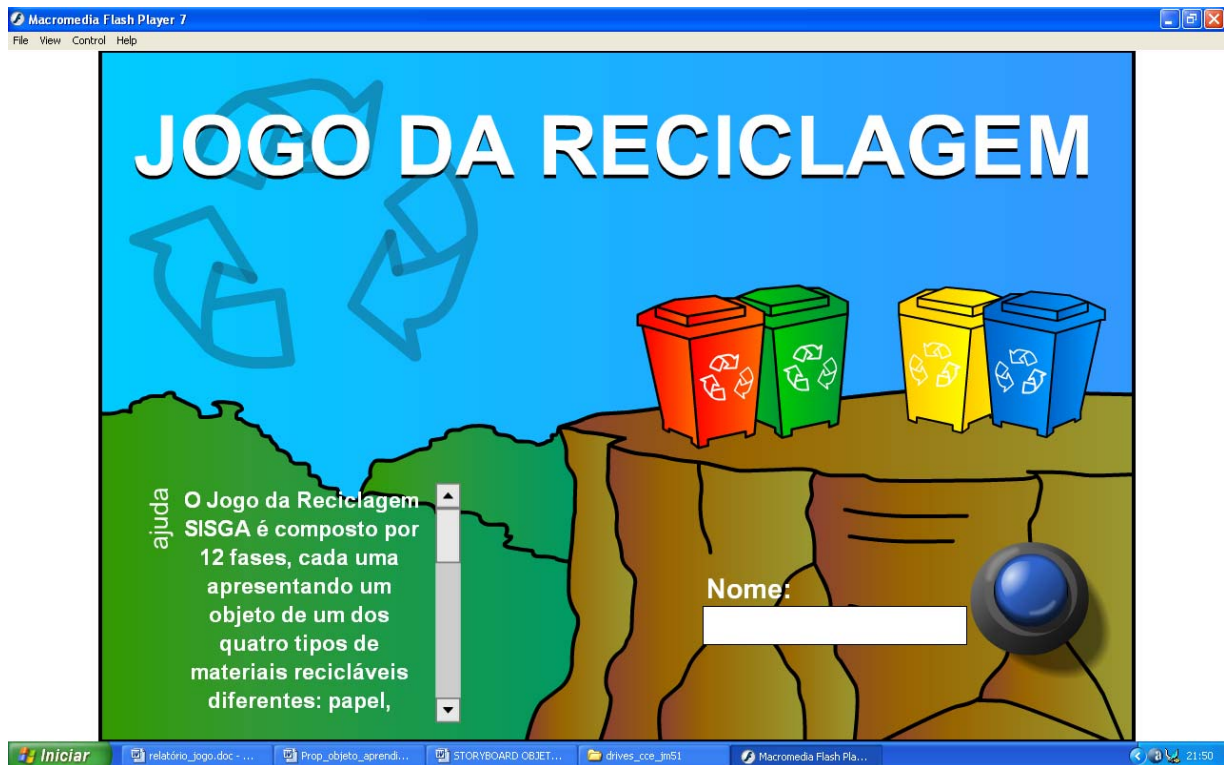 Macromedia Flash Player 7
File View Control Help
JOGO DA RECICLAGEM
ajuda
O Jogo da Reciclagem
SISGA é composto por
12 fases, cada uma
apresentando um
objeto de um dos
quatro tipos de
materiais recicláveis
diferentes: papel,
Nome:
Iniciar
relatório_jogo.doc - ...
Prop_objeto_aprendi...
STORYBOARD OBJET...
drives_cce_jm51
Macromedia Flash Pla...
21:50